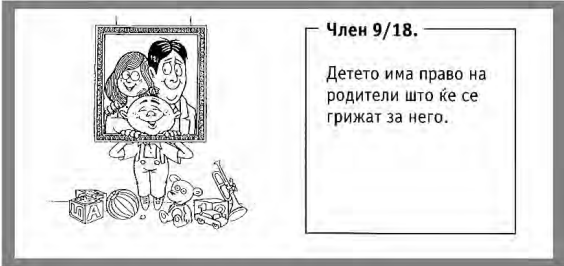 Член 9/18.
Детето има право на
родители што ќе се
грижат за него.
A